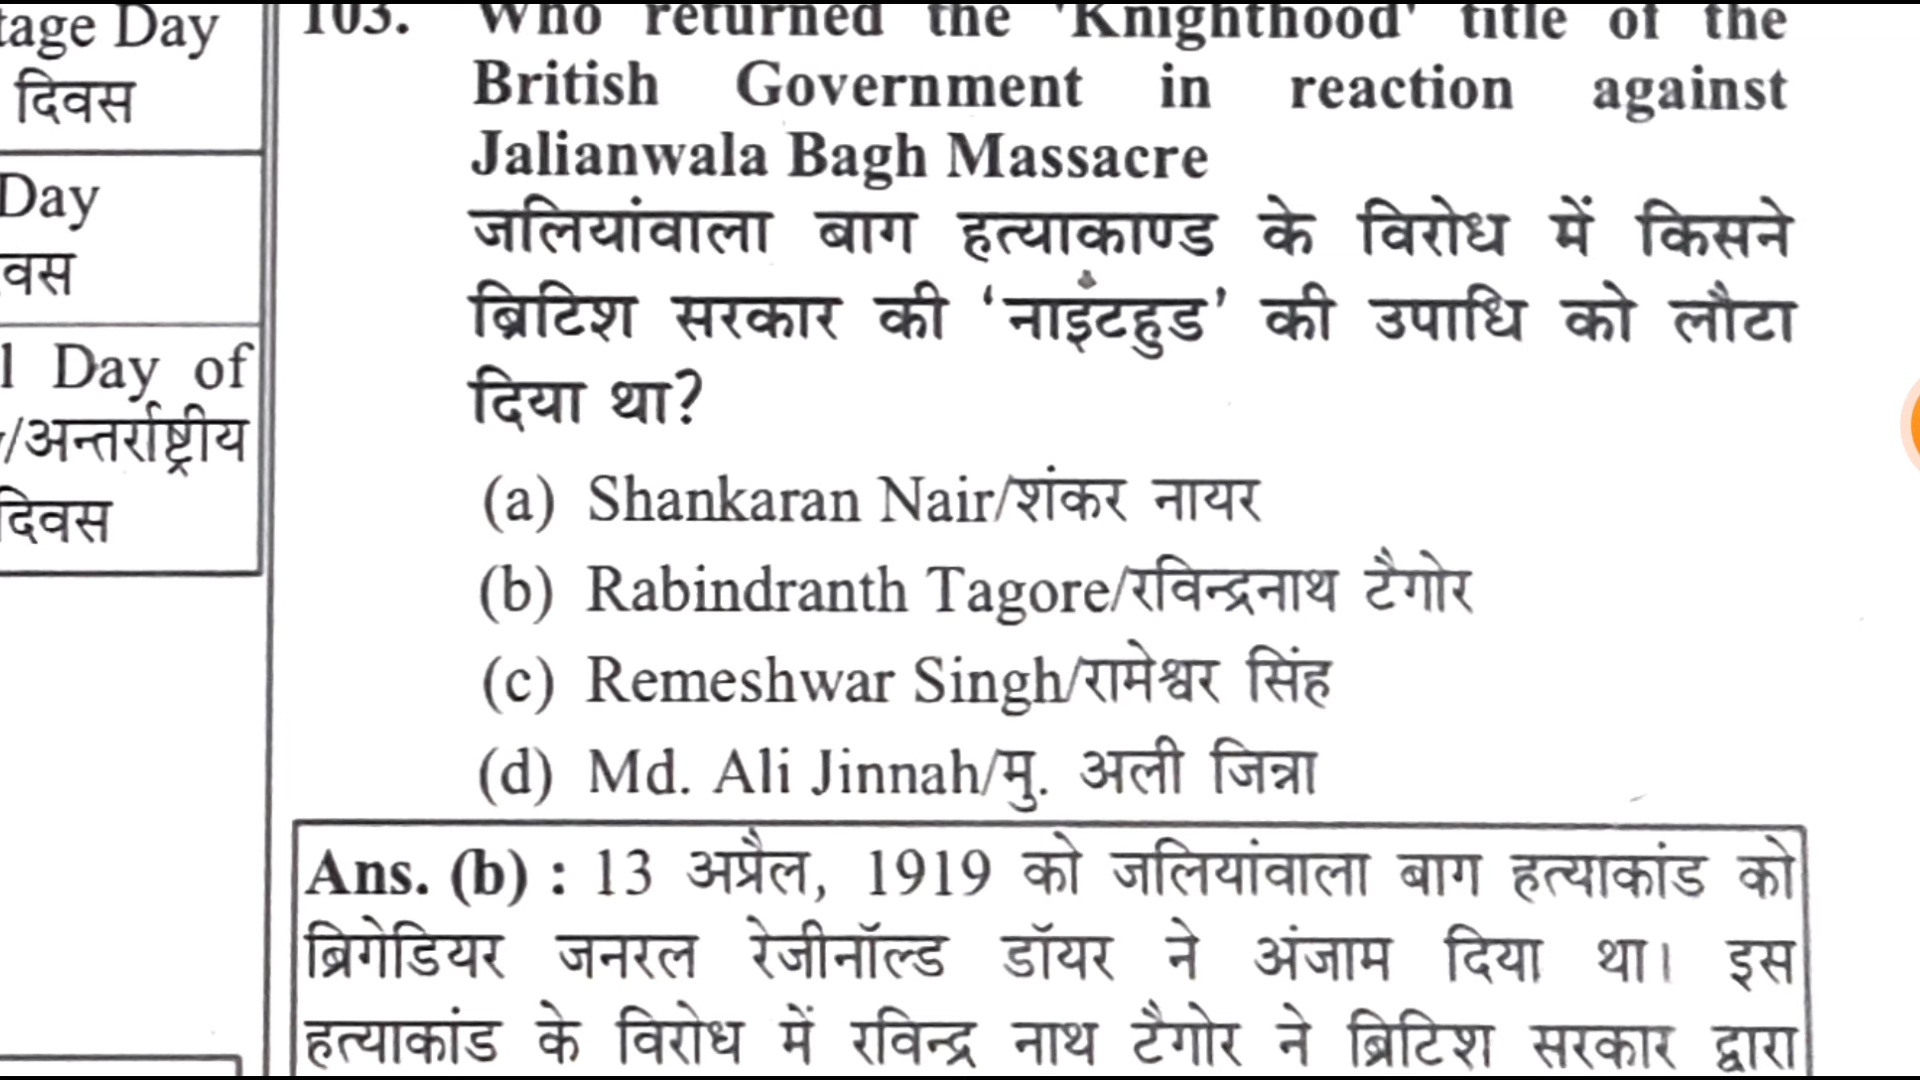 tage Day
दिवस
Day
वस
l Day of
/अन्तर्राष्ट्रीय
दिवस
103. Who returned the 'Knighthood' title of the
British Government in reaction against
Jalianwala Bagh Massacre
जलियांवाला बाग हत्याकाण्ड के विरोध में किसने
ब्रिटिश सरकार की ‘नाइंटहुड’ की उपाधि को लौटा
दिया था?
(a) Shankaran Nair/शंकर नायर
(b) Rabindranth Tagore/रविन्द्रनाथ टैगोर
(c) Remeshwar Singh/रामेश्वर सिंह
(d) Md. Ali Jinnah/मु. अली जिन्ना
Ans. (b) : 13 अप्रैल, 1919 को जलियांवाला बाग हत्याकांड को
ब्रिगेडियर जनरल रेजीनॉल्ड डॉयर ने अंजाम दिया था। इस
हत्याकांड के विरोध में रविन्द्र नाथ टैगोर ने ब्रिटिश सरकार द्वारा